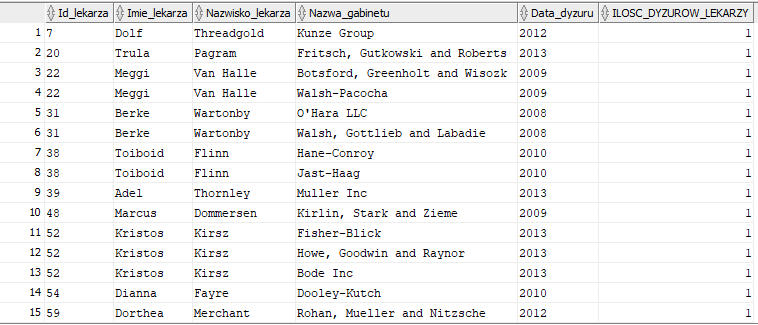 Id_lekarza Imie_lekarza Nazwisko_lekarza Nazwa_gabinetu Data_dyzuru ILOSC_DYZUROW_LEKARZY
1 7 Dolf Threadgold Kunze Group 2012 1
2 20 Trula Pagram Fritsch, Gutkowski and Roberts 2013 1
3 22 Meggi Van Halle Botsford, Greenholt and Wisozk 2009 1
4 22 Meggi Van Halle Walsh-Pacocha 2009 1
5 31 Berke Wartonby O'Hara LLC 2008 1
6 31 Berke Wartonby Walsh, Gottlieb and Labadie 2008 1
7 38 Toiboid Flinn Hane-Conroy 2010 1
8 38 Toiboid Flinn Jast-Haag 2010 1
9 39 Adel Thornley Muller Inc 2013 1
10 48 Marcus Dommersen Kirlin, Stark and Zieme 2009 1
11 52 Kristos Kirsz Fisher-Blick 2013 1
12 52 Kristos Kirsz Howe, Goodwin and Raynor 2013 1
13 52 Kristos Kirsz Bode Inc 2013 1
14 54 Dianna Fayre Dooley-Kutch 2010 1
15 59 Dorthea Merchant Rohan, Mueller and Nitzsche 2012 1